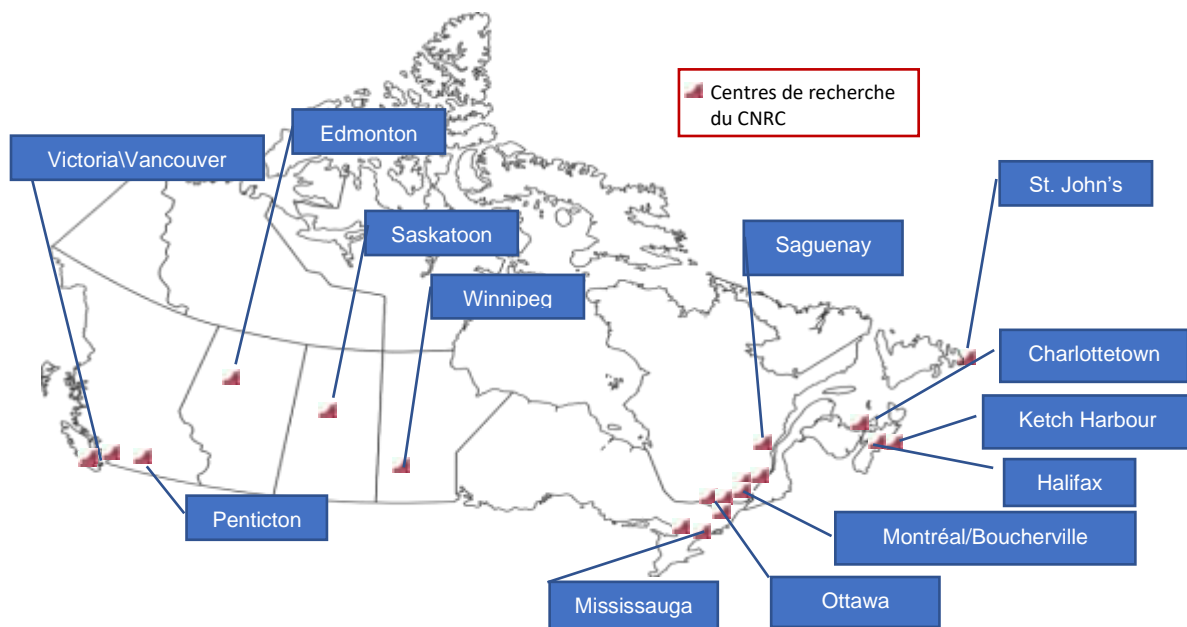 Centres de recherche
du CNRC
Edmonton
Victoria\Vancouver
St. John's
Saskatoon
Saguenay
Winnipeg
Charlottetown
Ketch Harbour
Halifax
Penticton
Montréal/Boucherville
Mississauga
Ottawa